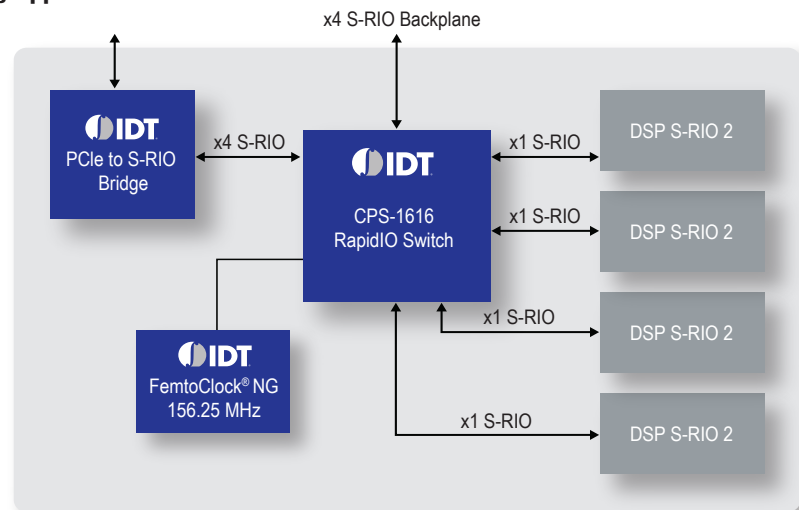 x4 S-RIO Backplane
IDT
PCIe to S-RIO
Bridge
x4 S-RIO
IDT
CPS-1616
RapidIO Switch
x1 S-RIO
DSP S-RIO 2
x1 S-RIO
DSP S-RIO 2
x1 S-RIO
DSP S-RIO 2
x1 S-RIO
DSP S-RIO 2
IDT
FemtoClock® NG
156.25 MHz